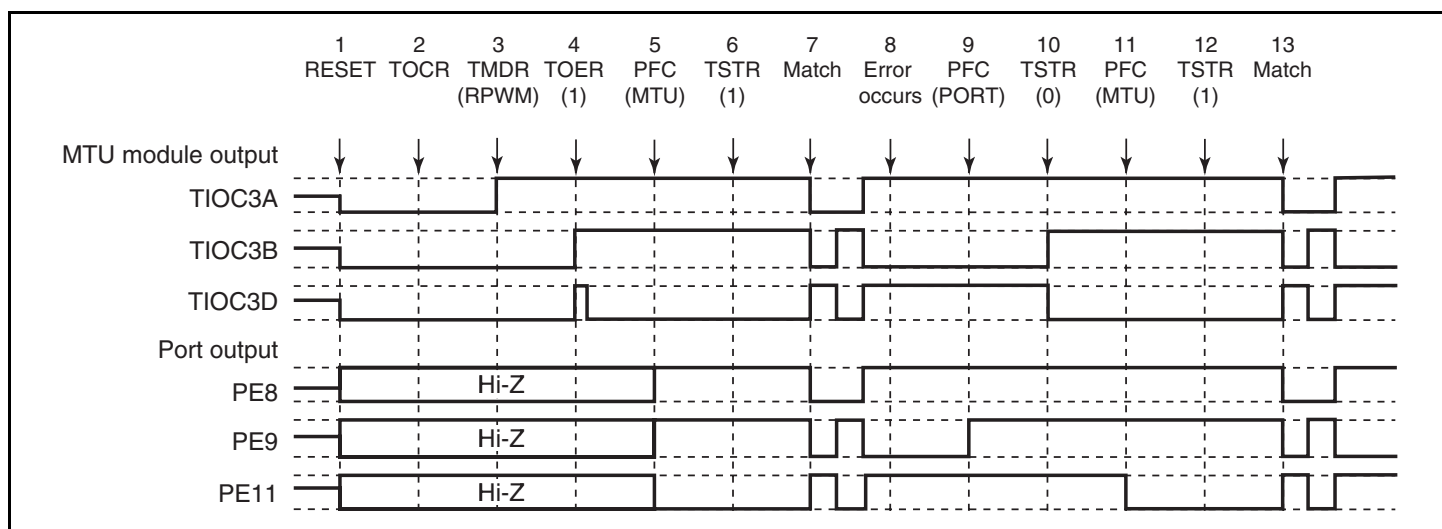 1 2 3 4 5 6 7 8 9 10 11 12 13
RESET TOCR TMDR TOER PFC TSTR Match Error PFC TSTR PFC TSTR Match
(RPWM) (1) (MTU) (1) occurs (PORT) (0) (MTU) (1)
MTU module output
TIOC3A
TIOC3B
TIOC3D
Port output
PE8 Hi-Z
PE9 Hi-Z
PE11 Hi-Z